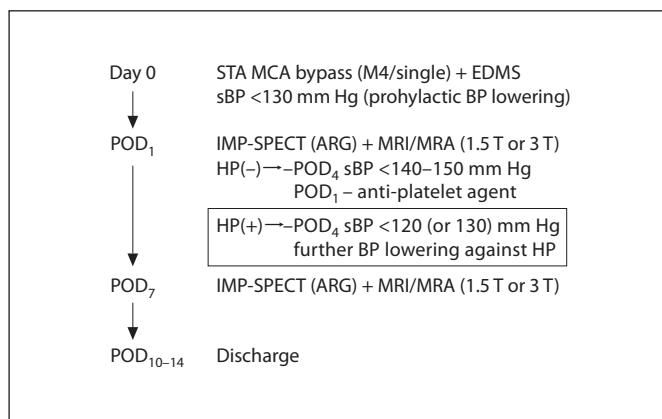 Day 0 STA MCA bypass (M4/single) + EDMS
sBP <130 mm Hg (prohylactic BP lowering)
POD1 IMP-SPECT (ARG) + MRI/MRA (1.5 T or 3 T)
HP(–)→–POD4 sBP <140–150 mm Hg
POD1 – anti-platelet agent
HP(+)→–POD4 sBP <120 (or 130) mm Hg
further BP lowering against HP
POD7 IMP-SPECT (ARG) + MRI/MRA (1.5 T or 3 T)
POD10–14 Discharge